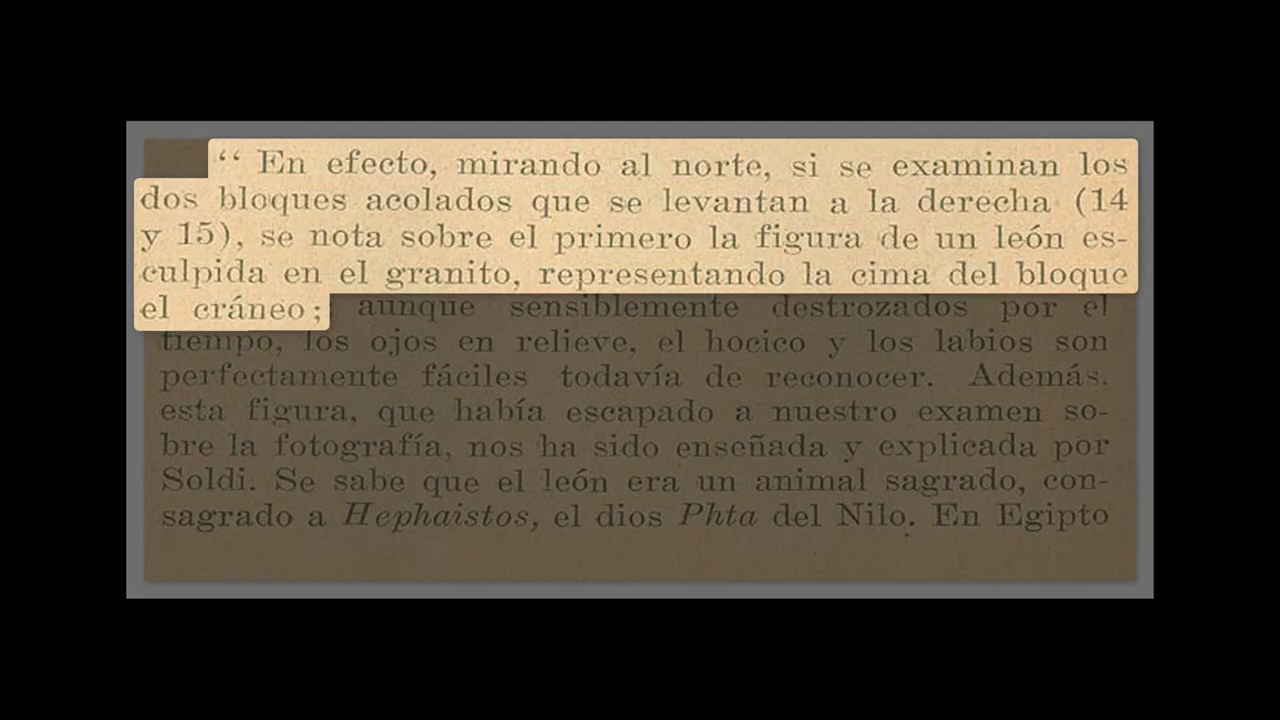 “ En efecto, mirando al norte, si se examinan los
dos bloques acolados que se levantan a la derecha (14
y 15), se nota sobre el primero la figura de un león es-
culpida en el granito, representando la cima del bloque
el cráneo; aunque sensiblemente destrozados por el
tiempo, los ojos en relieve, el hocico y los labios son
perfectamente fáciles todavía de reconocer. Además.
esta figura, que había escapado a nuestro examen so-
bre la fotografía, nos ha sido enseñada y explicada por
Soldi. Se sabe que el león era un animal sagrado, con-
sagrado a Hephaistos, el dios Phta del Nilo. En Egipto